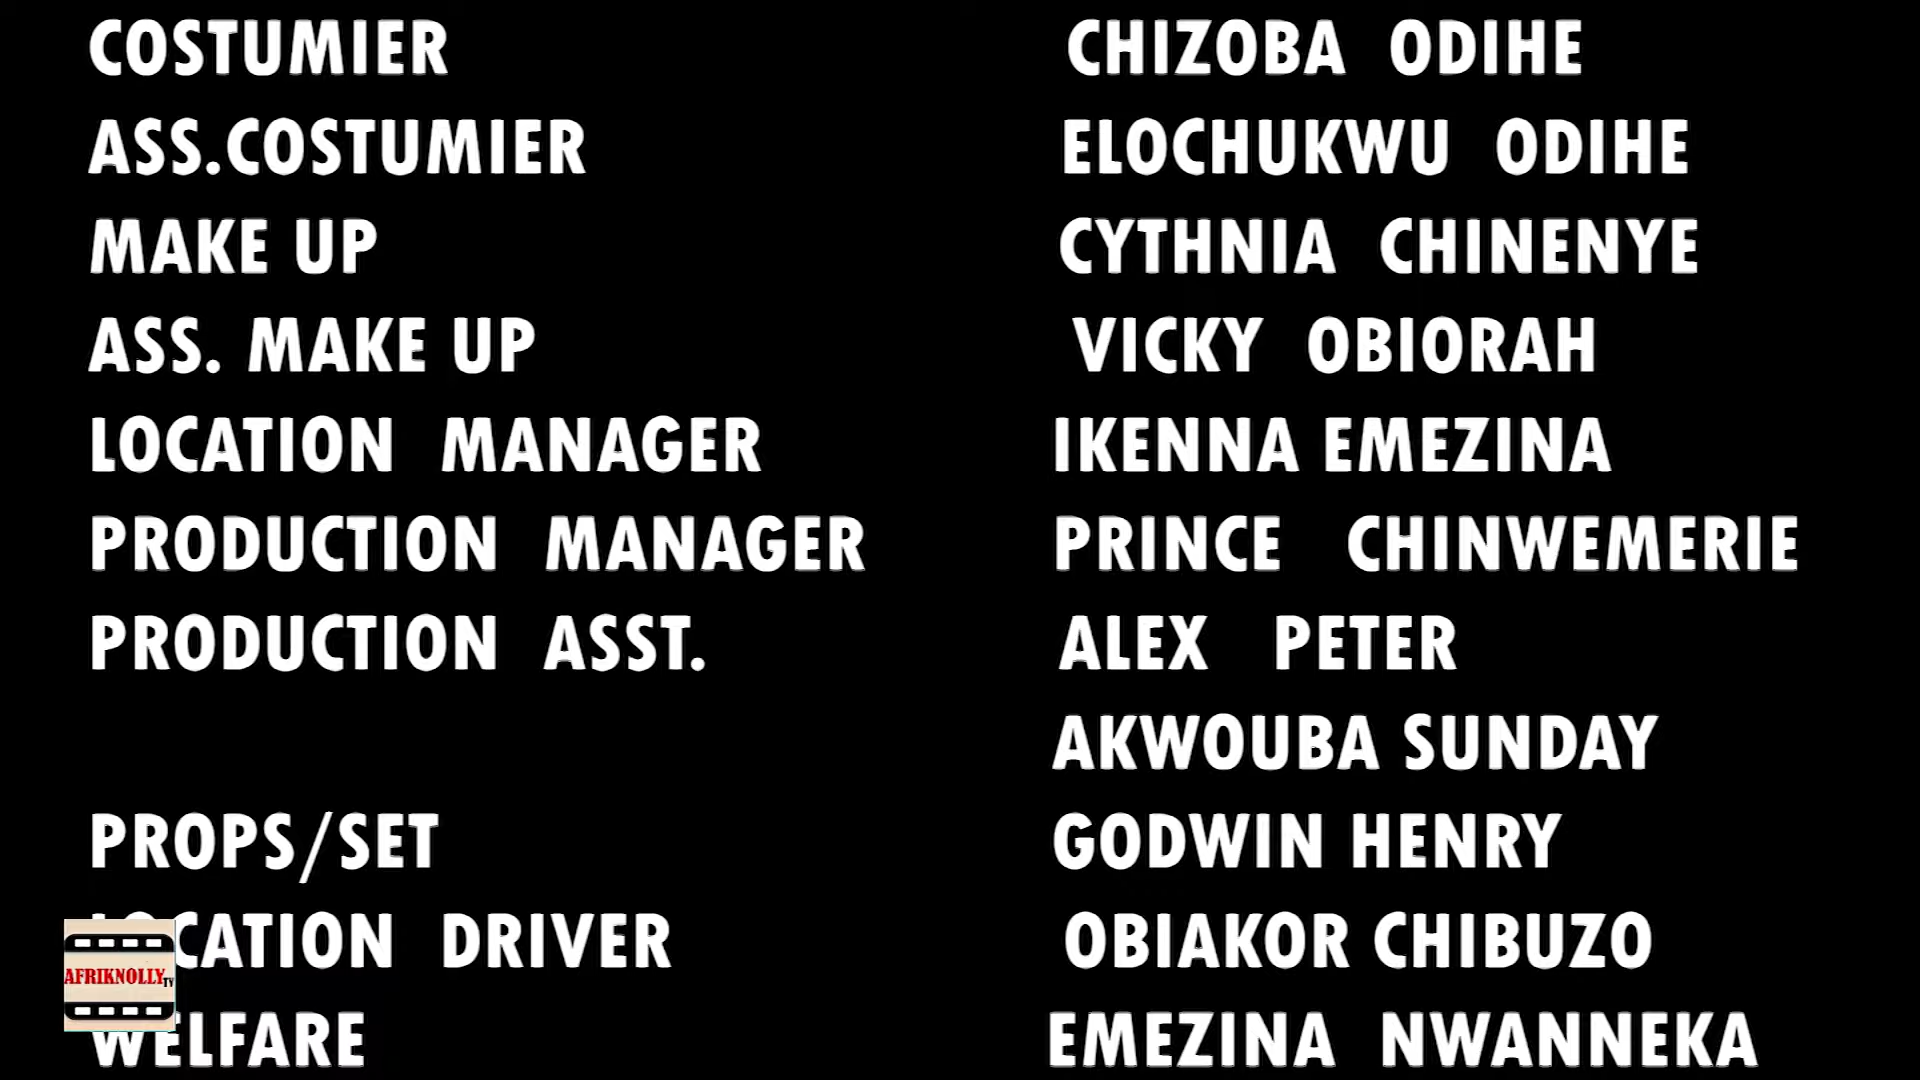 COSTUMIER CHIZOBA ODIHE
ASS.COSTUMIER ELOCHUKWU ODIHE
MAKE UP CYTHNIA CHINENYE
ASS. MAKE UP VICKY OBIORAH
LOCATION MANAGER IKENNA EMEZINA
PRODUCTION MANAGER PRINCE CHINWEMERIE
PRODUCTION ASST. ALEX PETER
AKWOUBA SUNDAY
PROPS/SET GODWIN HENRY
LOCATION DRIVER OBIAKOR CHIBUZO
AFRIKNOLLY TV
WELFARE EMEZINA NWANNEKA